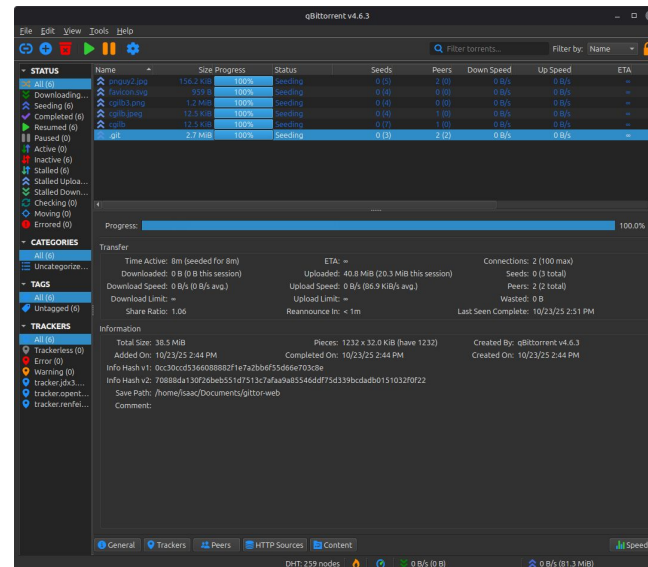 qBittorrent v4.6.3
File Edit View Tools Help
Filter torrents... Filter by: Name
STATUS
All (6)
Downloading...
Seeding (6)
Completed (6)
Resumed (6)
Paused (0)
Active (0)
Inactive (6)
Stalled (6)
Stalled Uploa...
Stalled Down...
Checking (0)
Moving (0)
Errored (0)
CATEGORIES
All (6)
Uncategorize...
TAGS
All (6)
Untagged (6)
TRACKERS
All (6)
Trackerless (0)
Error (0)
Warning (0)
tracker.jdx3....
tracker.opent...
tracker.renfei...
Name Size Progress Status Seeds Peers Down Speed Up Speed ETA
pnguy2.jpg 156.2 KiB 100% Seeding 0 (5) 2 (0) 0 B/s 0 B/s ∞
favicon.svg 959 B 100% Seeding 0 (4) 0 (0) 0 B/s 0 B/s ∞
cgilb3.png 1.2 MiB 100% Seeding 0 (4) 0 (0) 0 B/s 0 B/s ∞
cgilb.jpeg 12.5 KiB 100% Seeding 0 (4) 1 (0) 0 B/s 0 B/s ∞
cgilb 12.5 KiB 100% Seeding 0 (7) 1 (0) 0 B/s 0 B/s ∞
.git 2.7 MiB 100% Seeding 0 (3) 2 (2) 0 B/s 0 B/s ∞
Progress: 100.0%
Transfer
Time Active: 8m (seeded for 8m) ETA: ∞ Connections: 2 (100 max)
Downloaded: 0 B (0 B this session) Uploaded: 40.8 MiB (20.3 MiB this session) Seeds: 0 (3 total)
Download Speed: 0 B/s (0 B/s avg.) Upload Speed: 0 B/s (86.9 KiB/s avg.) Peers: 2 (2 total)
Download Limit: ∞ Upload Limit: ∞ Wasted: 0 B
Share Ratio: 1.06 Reannounce In: < 1m Last Seen Complete: 10/23/25 2:51 PM
Information
Total Size: 38.5 MiB Pieces: 1232 x 32.0 KiB (have 1232) Created By: qBittorrent v4.6.3
Added On: 10/23/25 2:44 PM Completed On: 10/23/25 2:44 PM Created On: 10/23/25 2:44 PM
Info Hash v1: 0cc30ccd5366088882f1e7a2bb6f55d66e703c8e
Info Hash v2: 70888da130f26beb551d7513c7afaa9a85546ddf75d339bcdadb0151032f0f22
Save Path: /home/isaac/Documents/gittor-web
Comment:
General Trackers Peers HTTP Sources Content Speed
DHT: 259 nodes 0 B/s (0 B) 0 B/s (81.3 MiB)